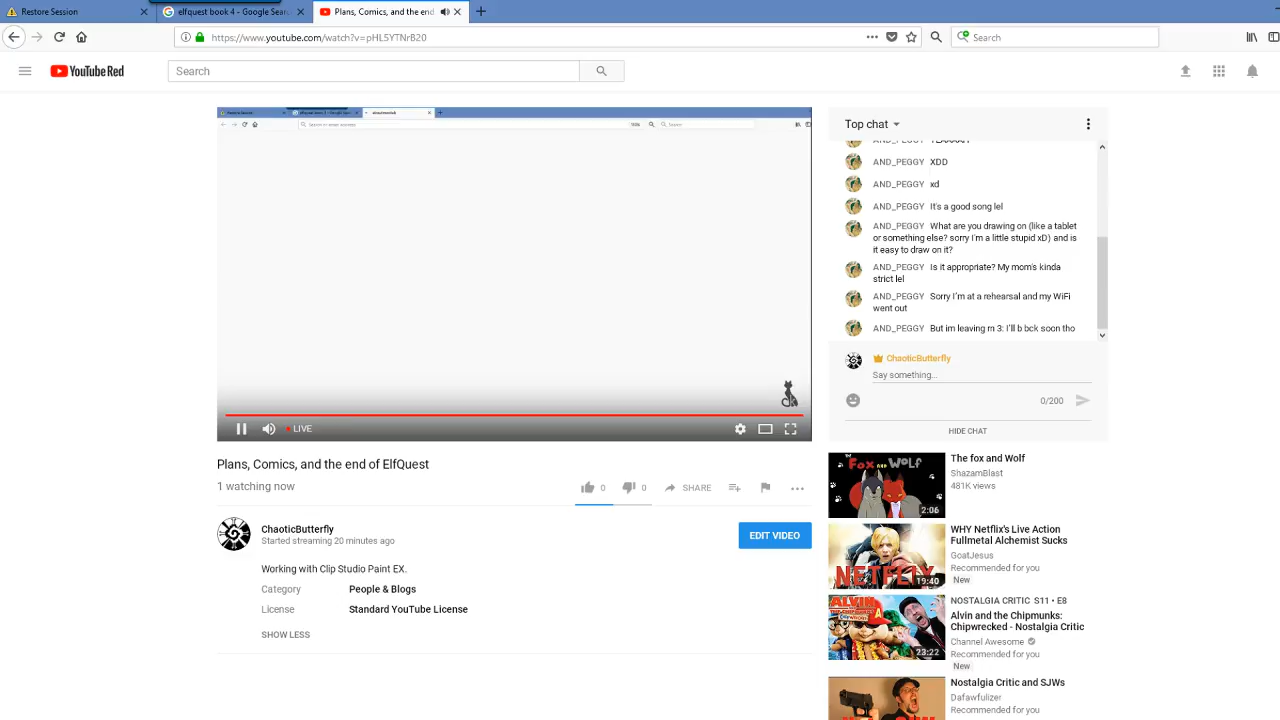 Restore Session
elfquest book 4 - Google Sear
Plans, Comics, and the end
https://www.youtube.com/watch?v=pHL5YTNrB20
Search
YouTube Red
Search
LIVE
Plans, Comics, and the end of ElfQuest
1 watching now
0
0
SHARE
ChaoticButterfly
Started streaming 20 minutes ago
EDIT VIDEO
Working with Clip Studio Paint EX.
Category People & Blogs
License Standard YouTube License
SHOW LESS
Top chat
AND_PEGGY
AND_PEGGY XDD
AND_PEGGY xd
AND_PEGGY It's a good song lel
AND_PEGGY What are you drawing on (like a tablet
or something else? sorry I'm a little stupid xD) and is
it easy to draw on it?
AND_PEGGY Is it appropriate? My mom's kinda
strict lel
AND_PEGGY Sorry I'm at a rehearsal and my WiFi
went out
AND_PEGGY But im leaving rn 3: I'll b bck soon tho
ChaoticButterfly
Say something...
0/200
HIDE CHAT
FOX AND WOLF
2:06
The fox and Wolf
ShazamBlast
481K views
NETFLIX
19:40
WHY Netflix's Live Action
Fullmetal Alchemist Sucks
GoatJesus
Recommended for you
New
ALVIN
AND THE CHIPMUNKS:
23:22
NOSTALGIA CRITIC S11 • E8
Alvin and the Chipmunks:
Chipwrecked - Nostalgia Critic
Channel Awesome
Recommended for you
New
Nostalgia Critic and SJWs
Dafawfulizer
Recommended for you